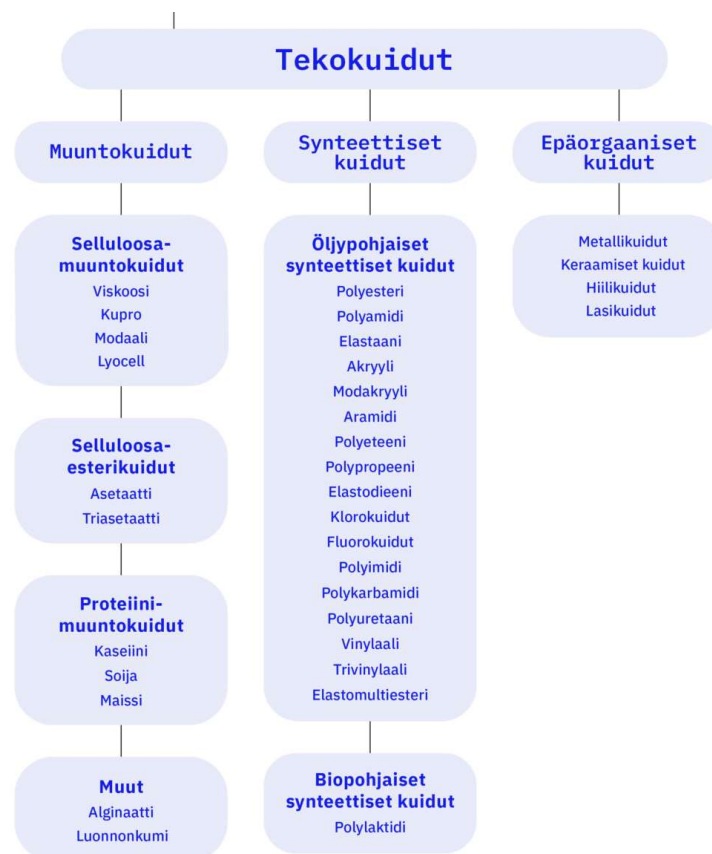 Tekokuidut
Muuntokuidut
Selluloosa-
muuntokuidut
Viskoosi
Kupro
Modaali
Lyocell
Selluloosa-
esterikuidut
Asetaatti
Triasetaatti
Proteiini-
muuntokuidut
Kaseiini
Soija
Maissi
Muut
Alginaatti
Luonnonkumi
Synteettiset
kuidut
Öljypohjaiset
synteettiset kuidut
Polyesteri
Polyamidi
Elastaani
Akryyli
Modakryyli
Aramidi
Polyeteeni
Polypropeeni
Elastodieeni
Klorokuidut
Fluorokuidut
Polyimidi
Polykarbamidi
Polyuretaani
Vinylaali
Trivinylaali
Elastomultiesteri
Biopohjaiset
synteettiset kuidut
Polylaktidi
Epäorgaaniset
kuidut
Metallikuidut
Keraamiset kuidut
Hiilikuidut
Lasikuidut